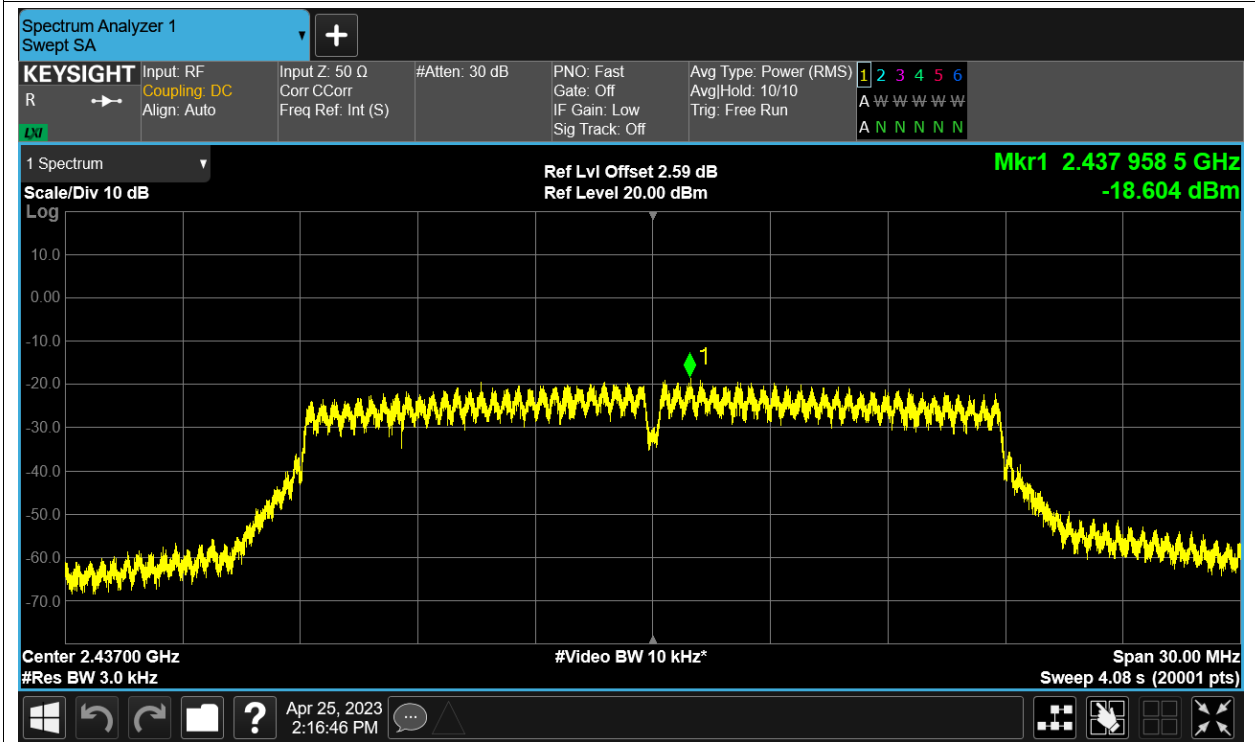 Spectrum Analyzer 1
Swept SA
+
KEYSIGHT
R
LXI
Input: RF
Coupling: DC
Align: Auto
Input Z: 50 Ω
Corr CCorr
Freq Ref: Int (S)
#Atten: 30 dB
PNO: Fast
Gate: Off
IF Gain: Low
Sig Track: Off
Avg Type: Power (RMS)
Avg|Hold: 10/10
Trig: Free Run
1 2 3 4 5 6
A W W W W W
A N N N N N
1 Spectrum
Scale/Div 10 dB
Ref Lvl Offset 2.59 dB
Ref Level 20.00 dBm
Mkr1 2.437 958 5 GHz
-18.604 dBm
Log
10.0
0.00
-10.0
1
-20.0
-30.0
-40.0
-50.0
-60.0
-70.0
Center 2.43700 GHz
#Video BW 10 kHz*
Span 30.00 MHz
#Res BW 3.0 kHz
Sweep 4.08 s (20001 pts)
?
Apr 25, 2023
2:16:46 PM